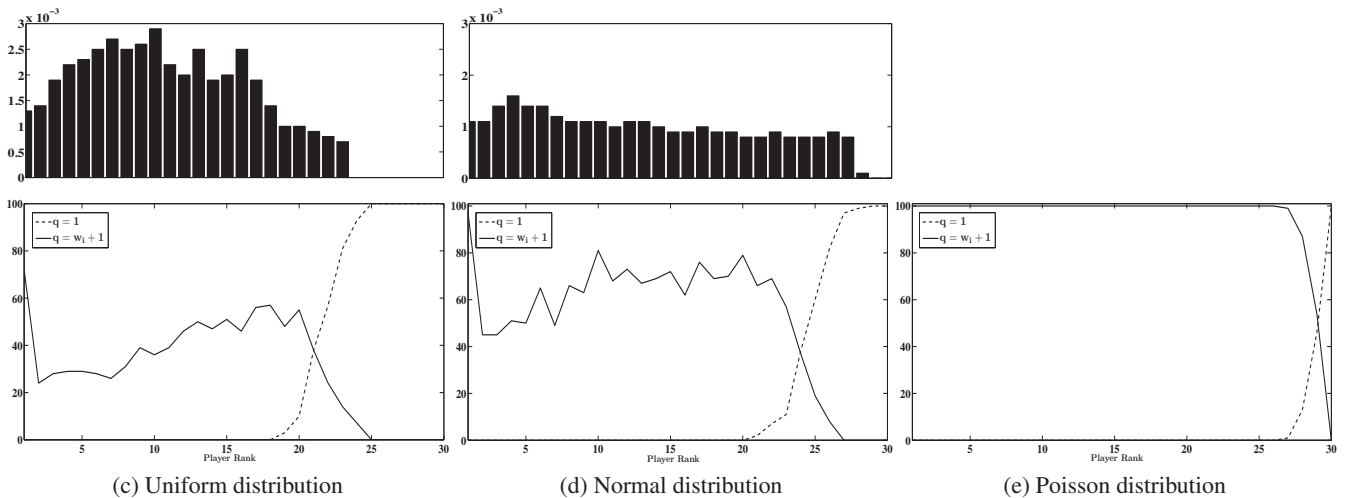 3 x 10⁻³
2.5
2
1.5
1
0.5
0
3 x 10⁻³
2
1
0
100
80
60
40
20
0
q = 1
q = wᵢ + 1
5 10 15 20 25 30
Player Rank
100
80
60
40
20
0
q = 1
q = wᵢ + 1
5 10 15 20 25 30
Player Rank
100
80
60
40
20
0
q = 1
q = wᵢ + 1
5 10 15 20 25 30
Player Rank
(c) Uniform distribution
(d) Normal distribution
(e) Poisson distribution